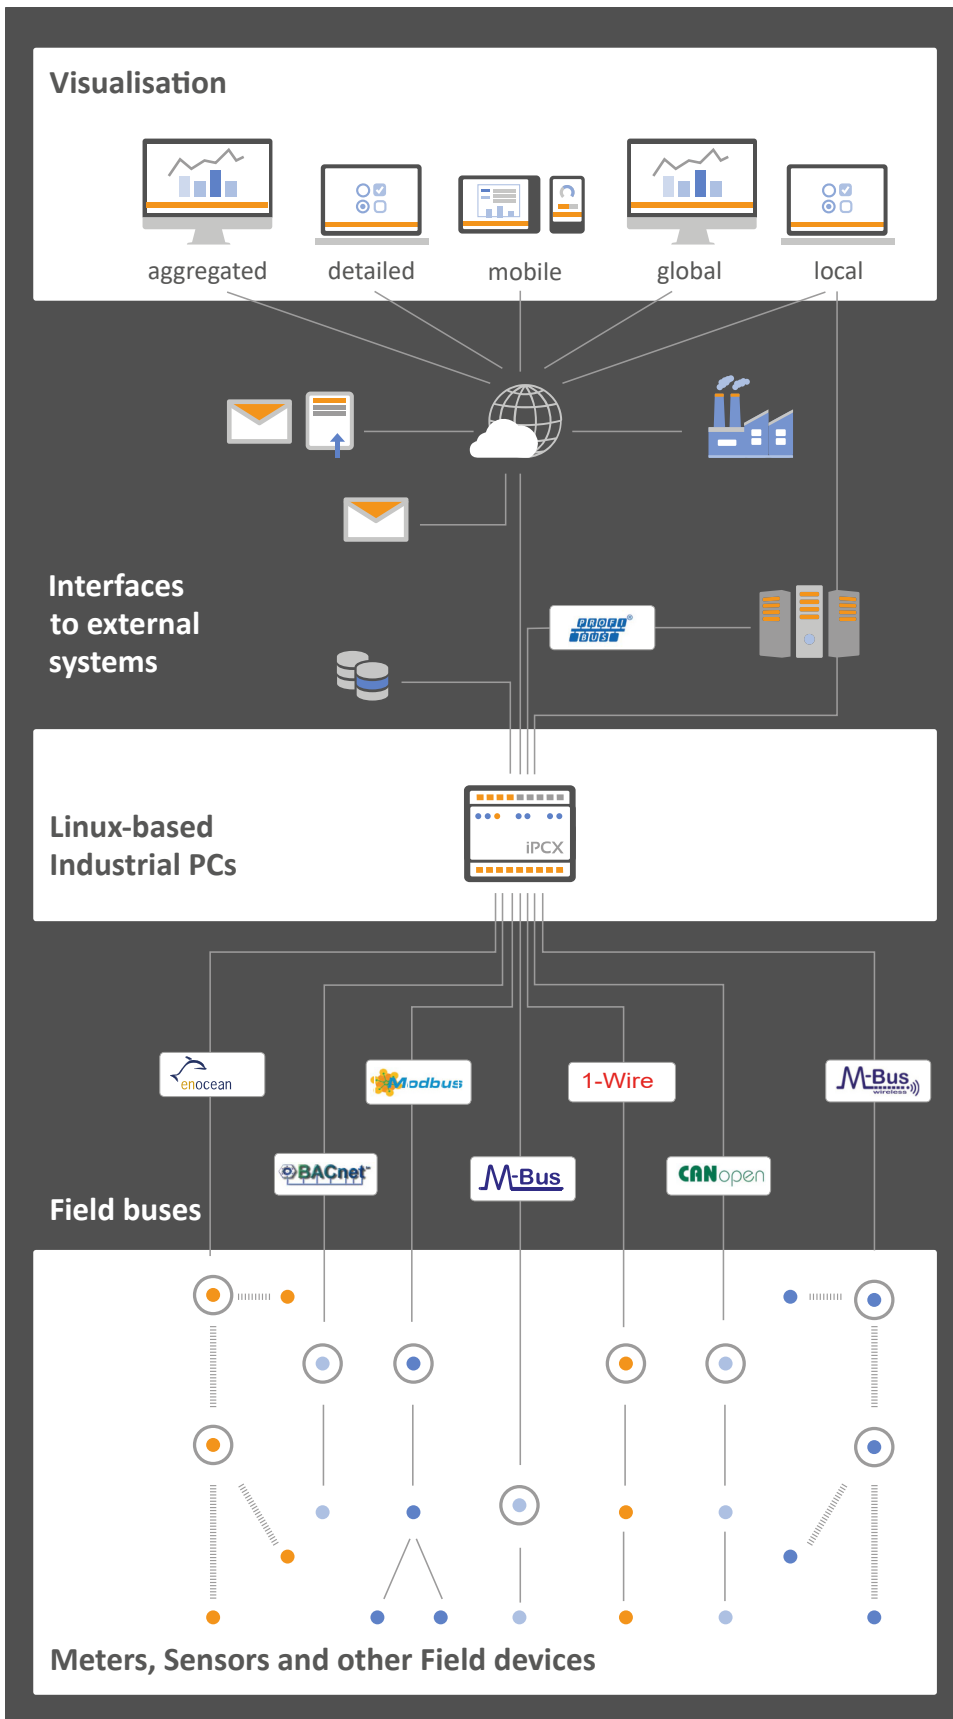 Visualisation
aggregated
detailed
mobile
global
local
Interfaces
to external
systems
PROFI®
BUS
Linux-based
Industrial PCs
iPCX
enocean
Modbus
1-Wire
M-Bus
wireless
BACnet™
M-Bus
CANopen
Field buses
Meters, Sensors and other Field devices